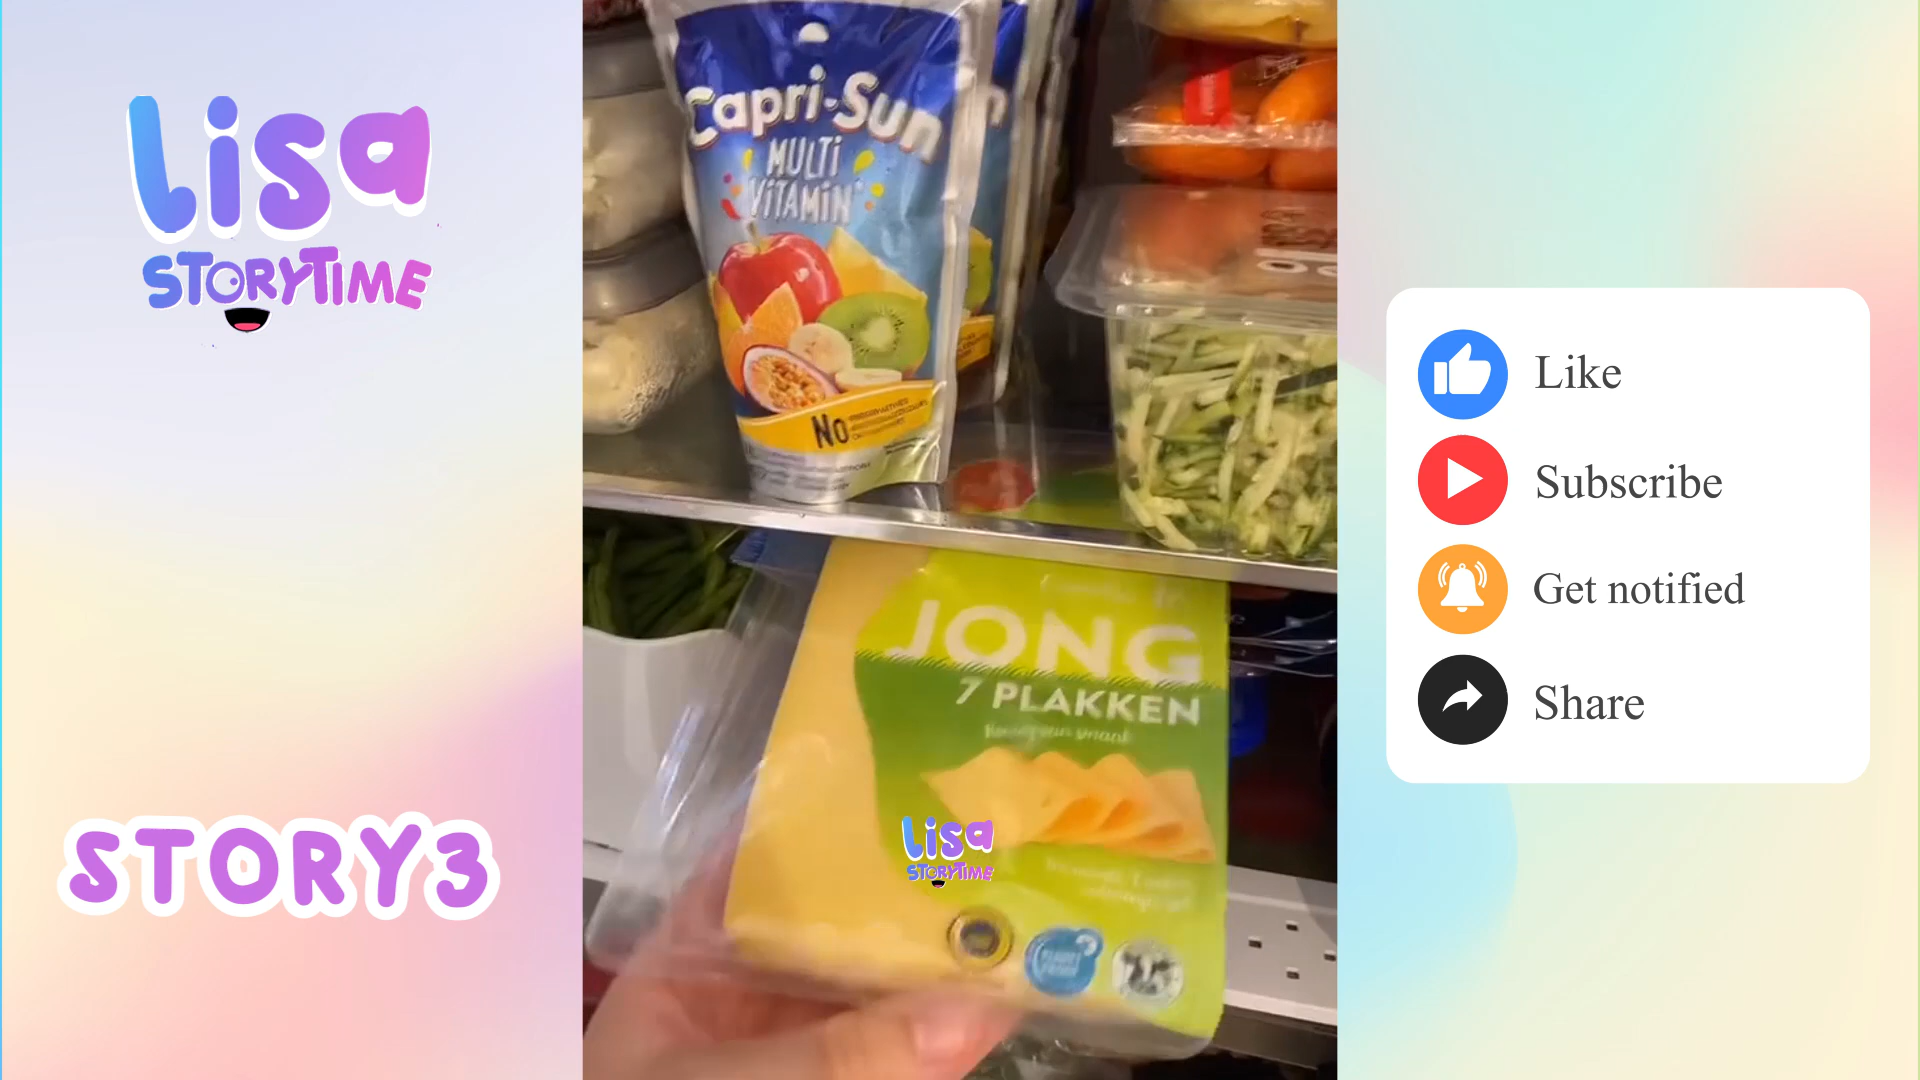 Lisa
STORYTIME
STORY3
Capri-Sun
MULTI
VITAMIN
No
JONG
7 PLAKKEN
Lisa
STORYTIME
Like
Subscribe
Get notified
Share